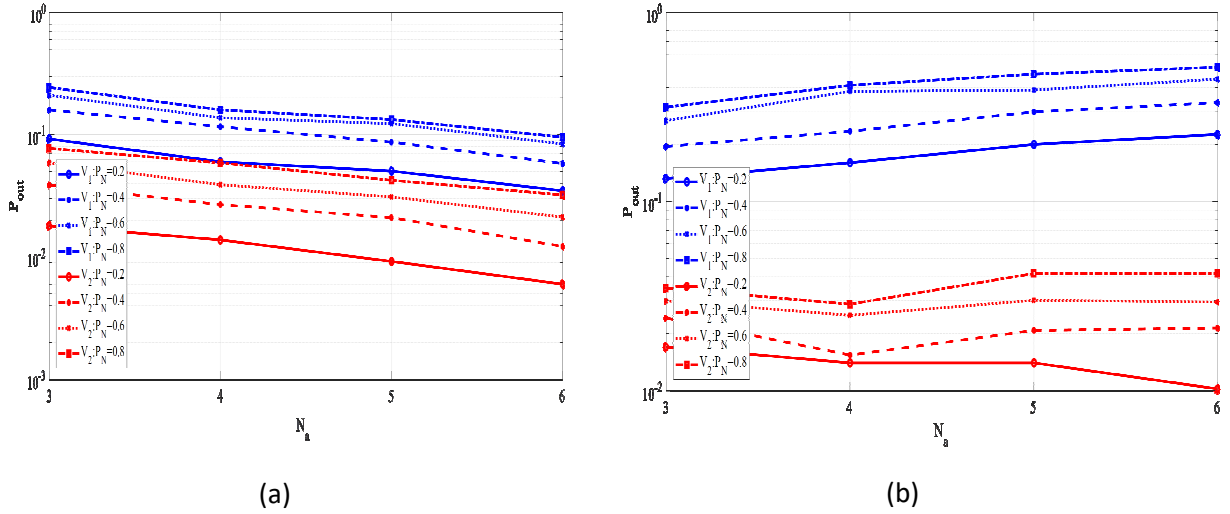 10^0
10^-1
10^-2
10^-3
P_out
3 4 5 6
N_a
V_1:P_N=0.2
V_1:P_N=0.4
V_1:P_N=0.6
V_1:P_N=0.8
V_2:P_N=0.2
V_2:P_N=0.4
V_2:P_N=0.6
V_2:P_N=0.8
(a)
10^0
10^-1
10^-2
P_out
3 4 5 6
N_a
V_1:P_N=0.2
V_1:P_N=0.4
V_1:P_N=0.6
V_1:P_N=0.8
V_2:P_N=0.2
V_2:P_N=0.4
V_2:P_N=0.6
V_2:P_N=0.8
(b)